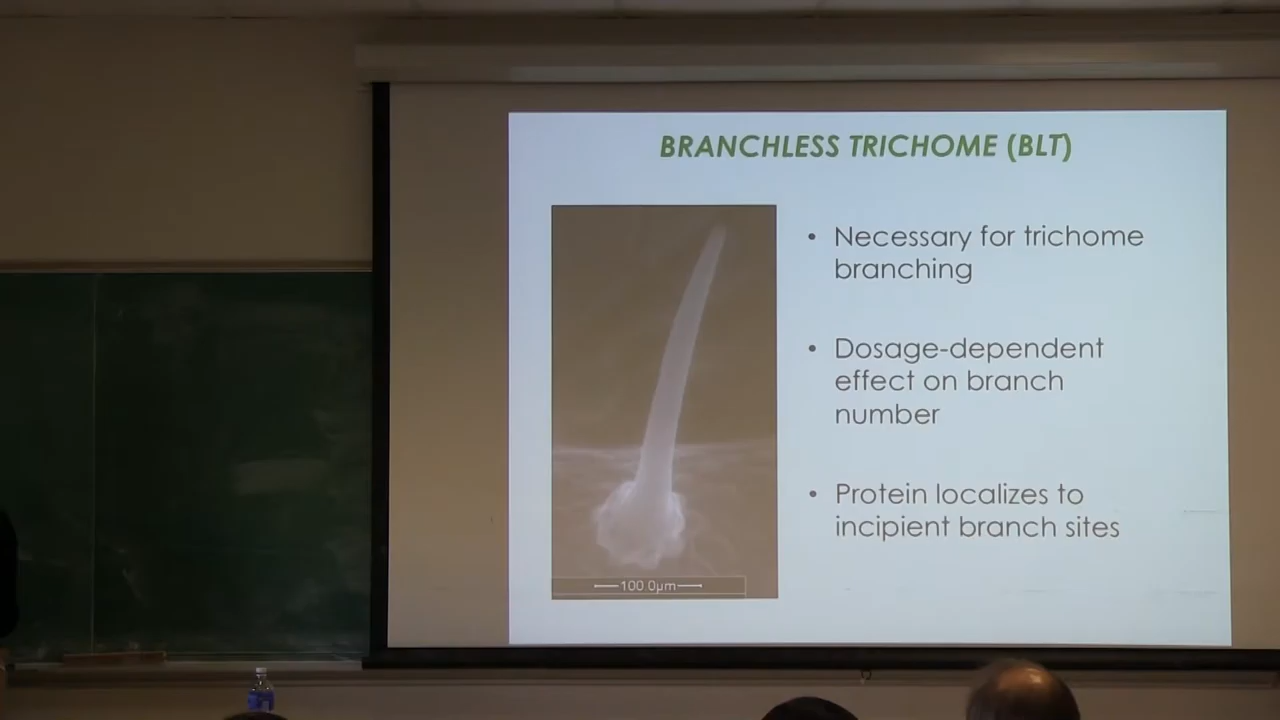 BRANCHLESS TRICHOME (BLT)
• Necessary for trichome
branching
• Dosage-dependent
effect on branch
number
• Protein localizes to
incipient branch sites
100.0µm